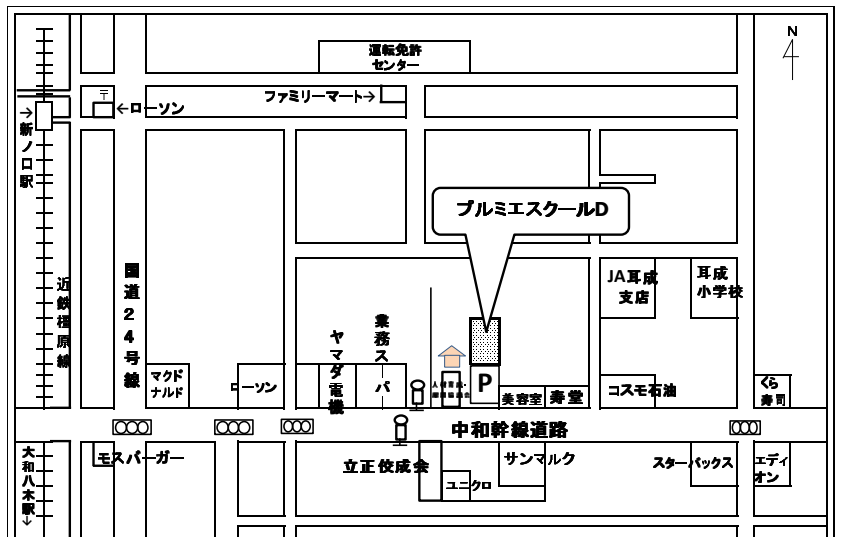 運転免許
センター
N
〒
←ローソン
ファミリーマート→
→
新ノ口駅
プルミエスクールD
近鉄橿原線
国道24号線
JA耳成
支店
耳成
小学校
マクド
ナルド
ローソン
ヤマダ電機
業務スーパー
P
美容室
寿堂
コスモ石油
くら
寿司
中和幹線道路
大和八木駅→
モスバーガー
立正佼成会
ユニクロ
サンマルク
スターバックス
エディ
オン